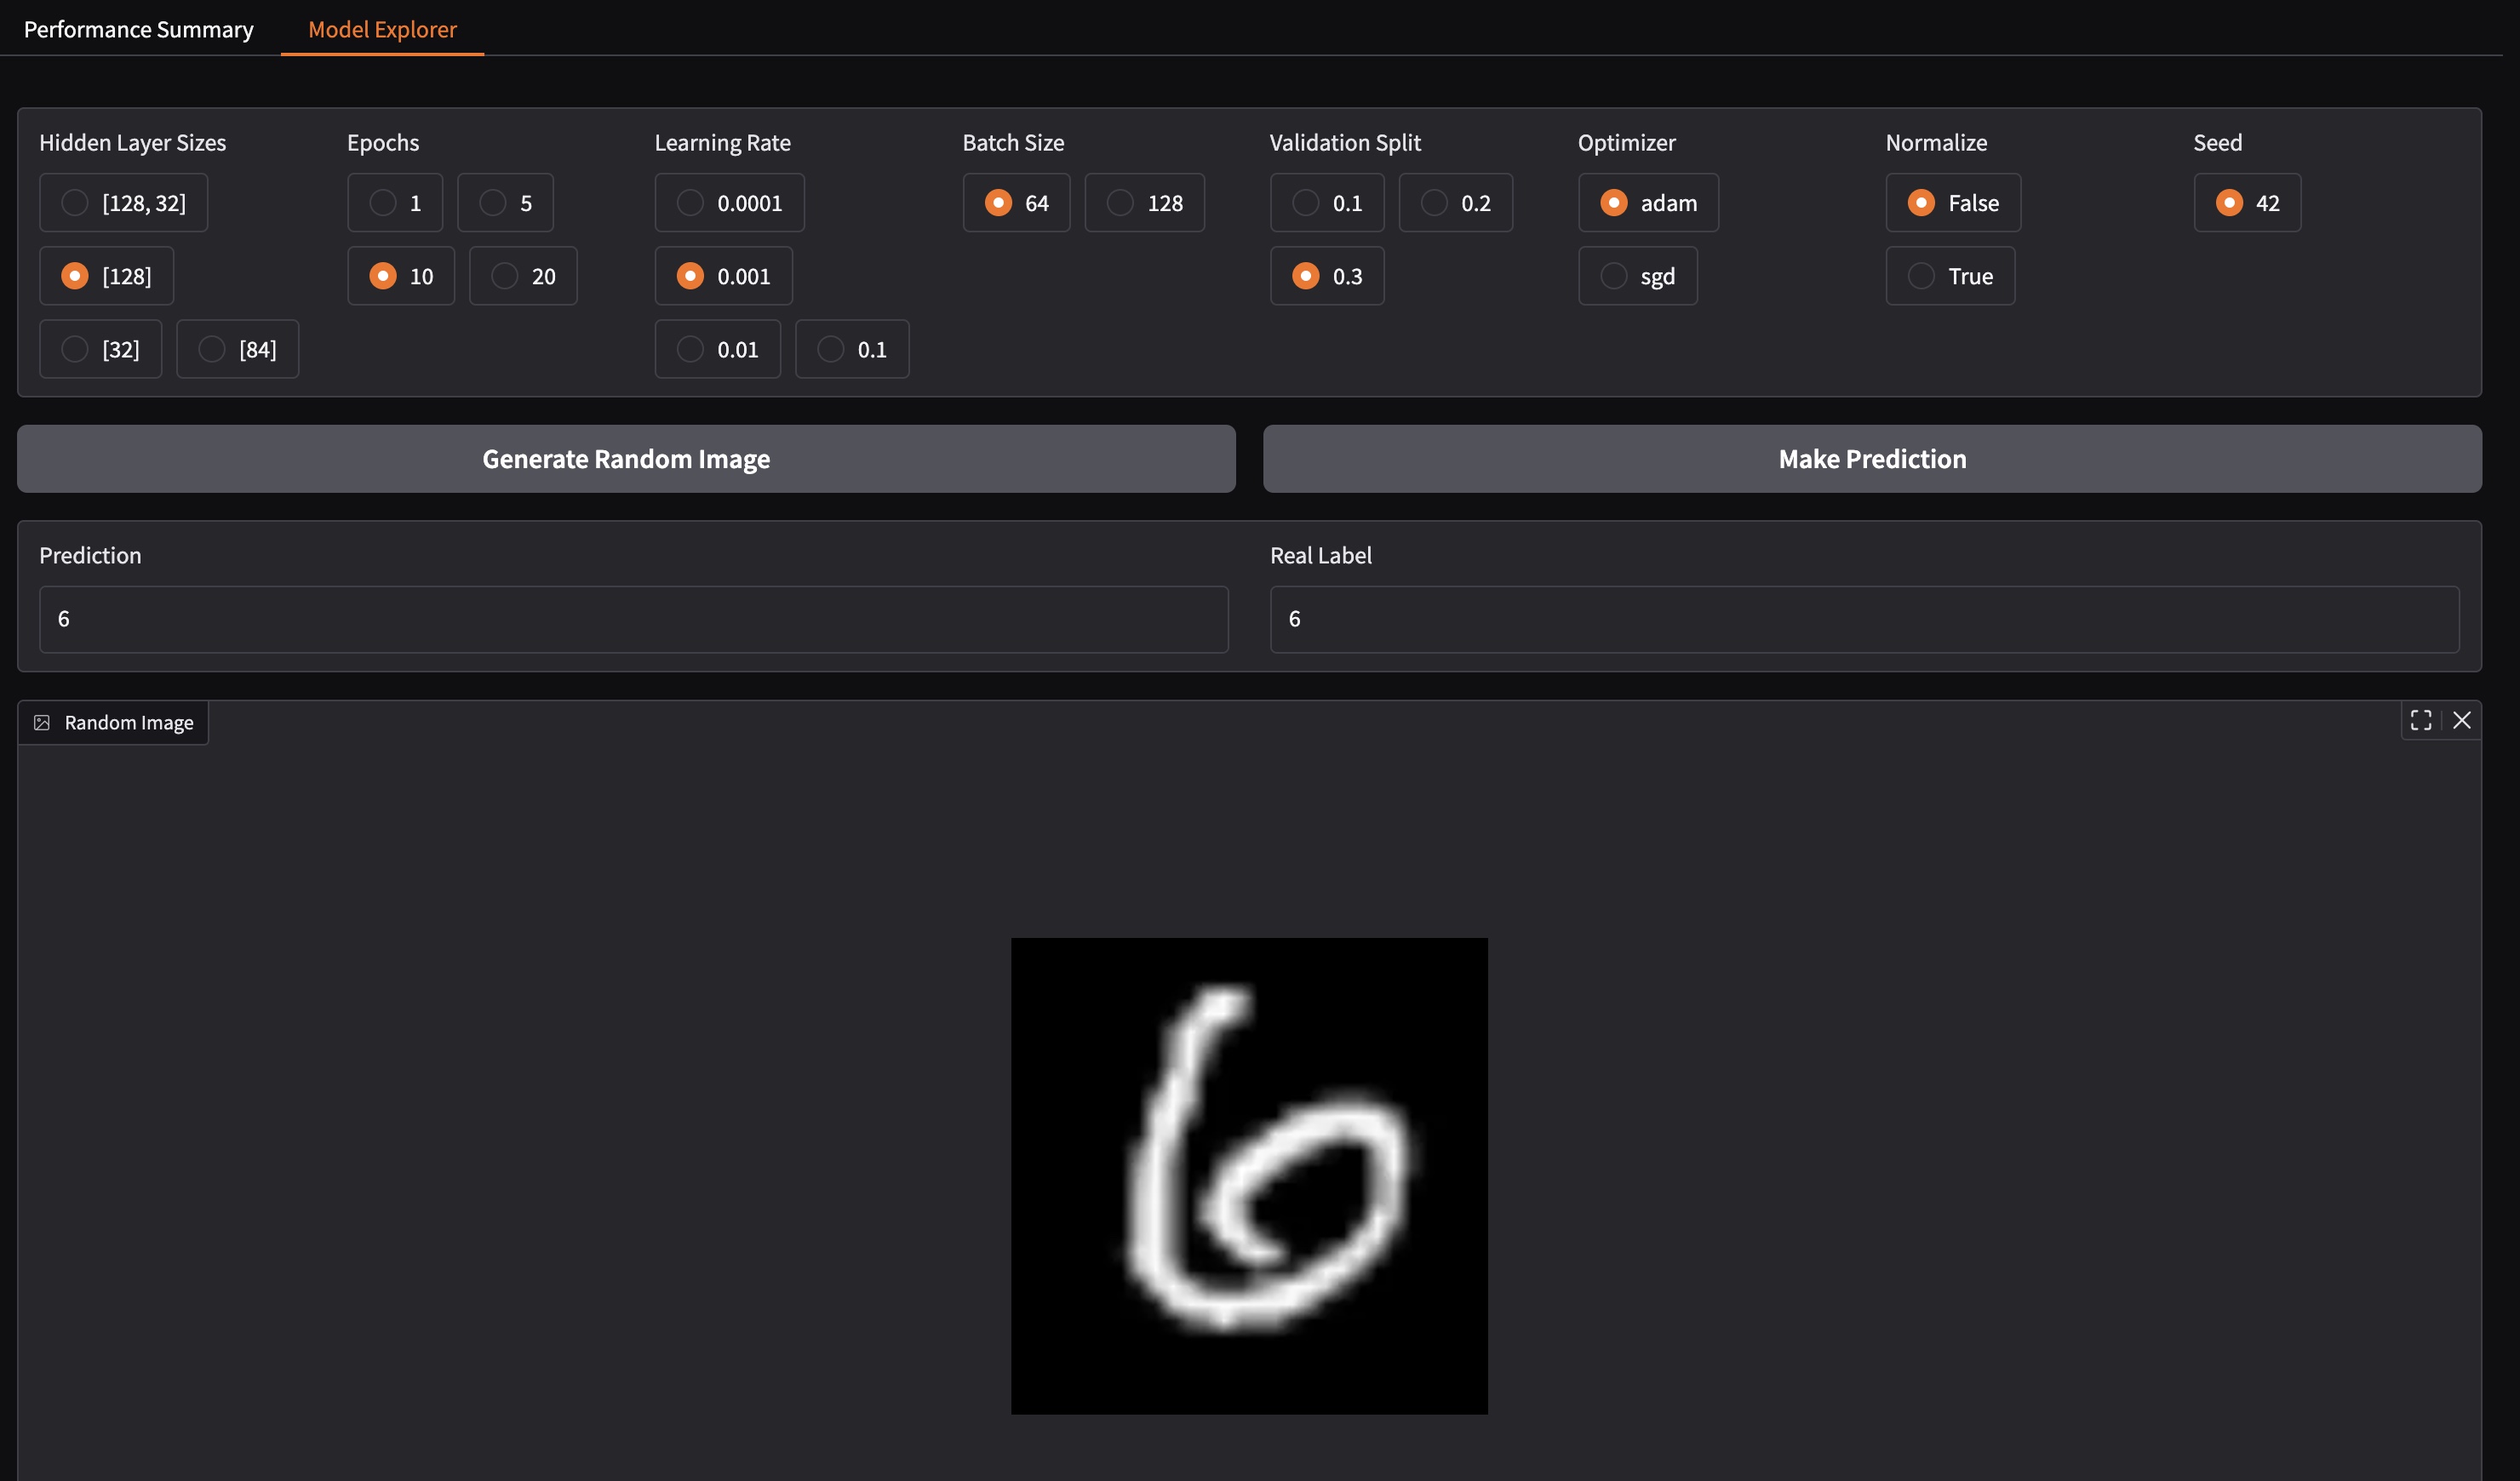 Performance Summary Model Explorer
Hidden Layer Sizes Epochs Learning Rate Batch Size Validation Split Optimizer Normalize Seed
[128, 32] 1 5 0.0001 64 128 0.1 0.2 adam False 42
[128] 10 20 0.001 0.3 sgd True
[32] [84] 0.01 0.1
Generate Random Image Make Prediction
Prediction Real Label
6 6
Random Image
6